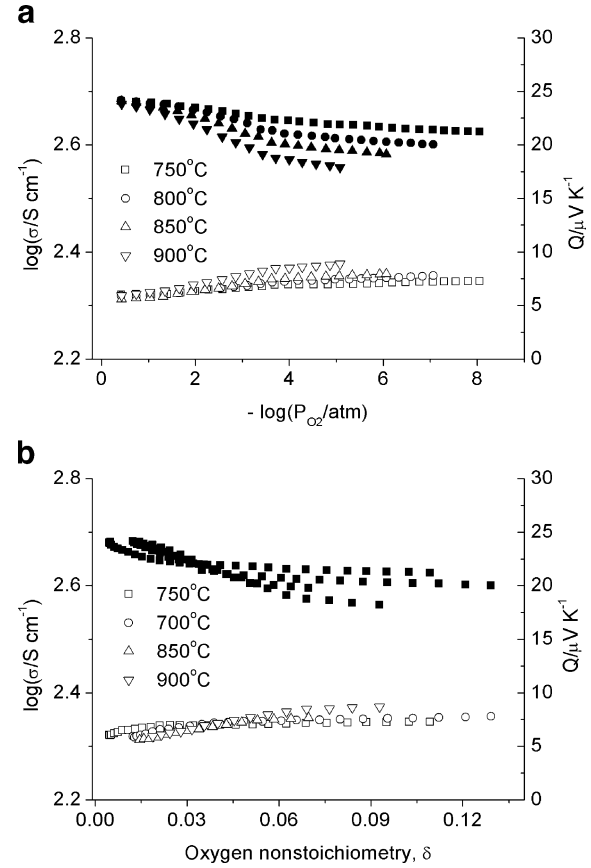 a
2.8
30
25
2.6
20
log(σ/S cm⁻¹)
Q/μV K⁻¹
750°C
800°C
850°C
900°C
15
2.4
10
5
2.2
0
0 2 4 6 8
- log(P_O2/atm)
b
2.8
30
25
2.6
20
log(σ/S cm⁻¹)
Q/μV K⁻¹
750°C
700°C
850°C
900°C
15
2.4
10
5
2.2
0
0.00 0.03 0.06 0.09 0.12
Oxygen nonstoichiometry, δ